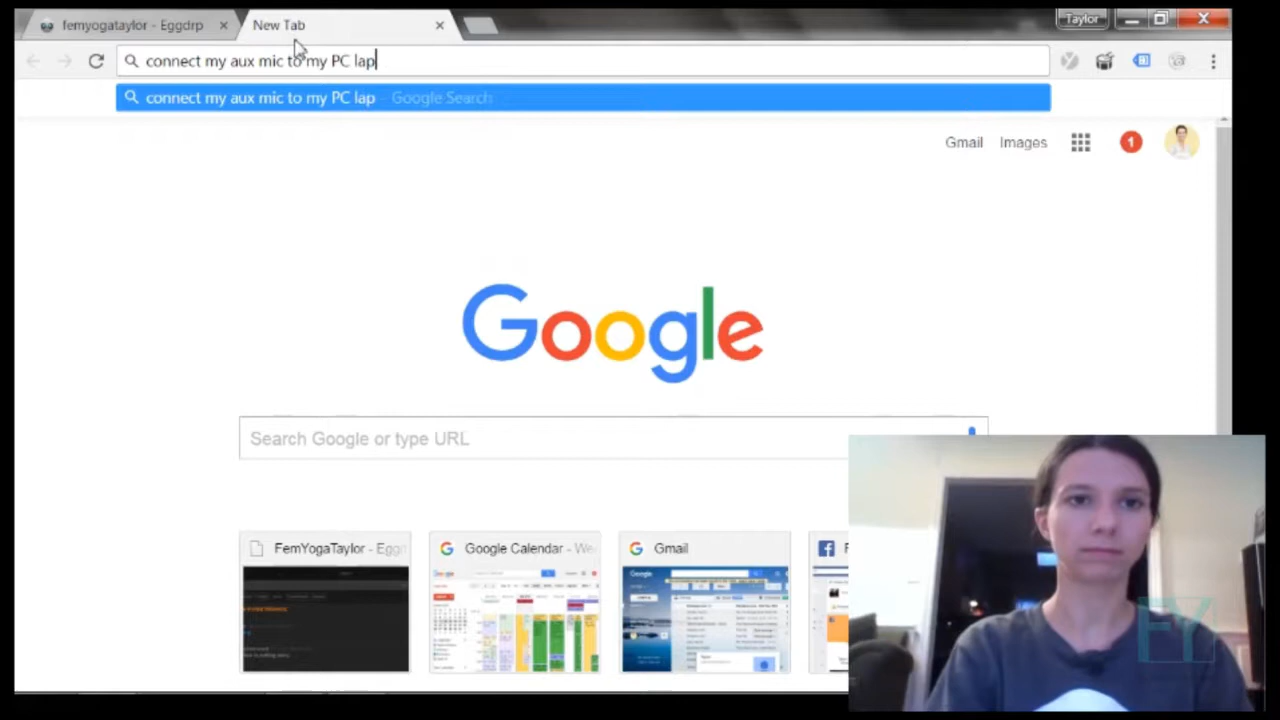 femyogataylor - Eggdrp
New Tab
Taylor
connect my aux mic to my PC lap
connect my aux mic to my PC lap - Google Search
Gmail Images 1
Google
Search Google or type URL
FemYogaTaylor - Eggd
Google Calendar - We
Gmail